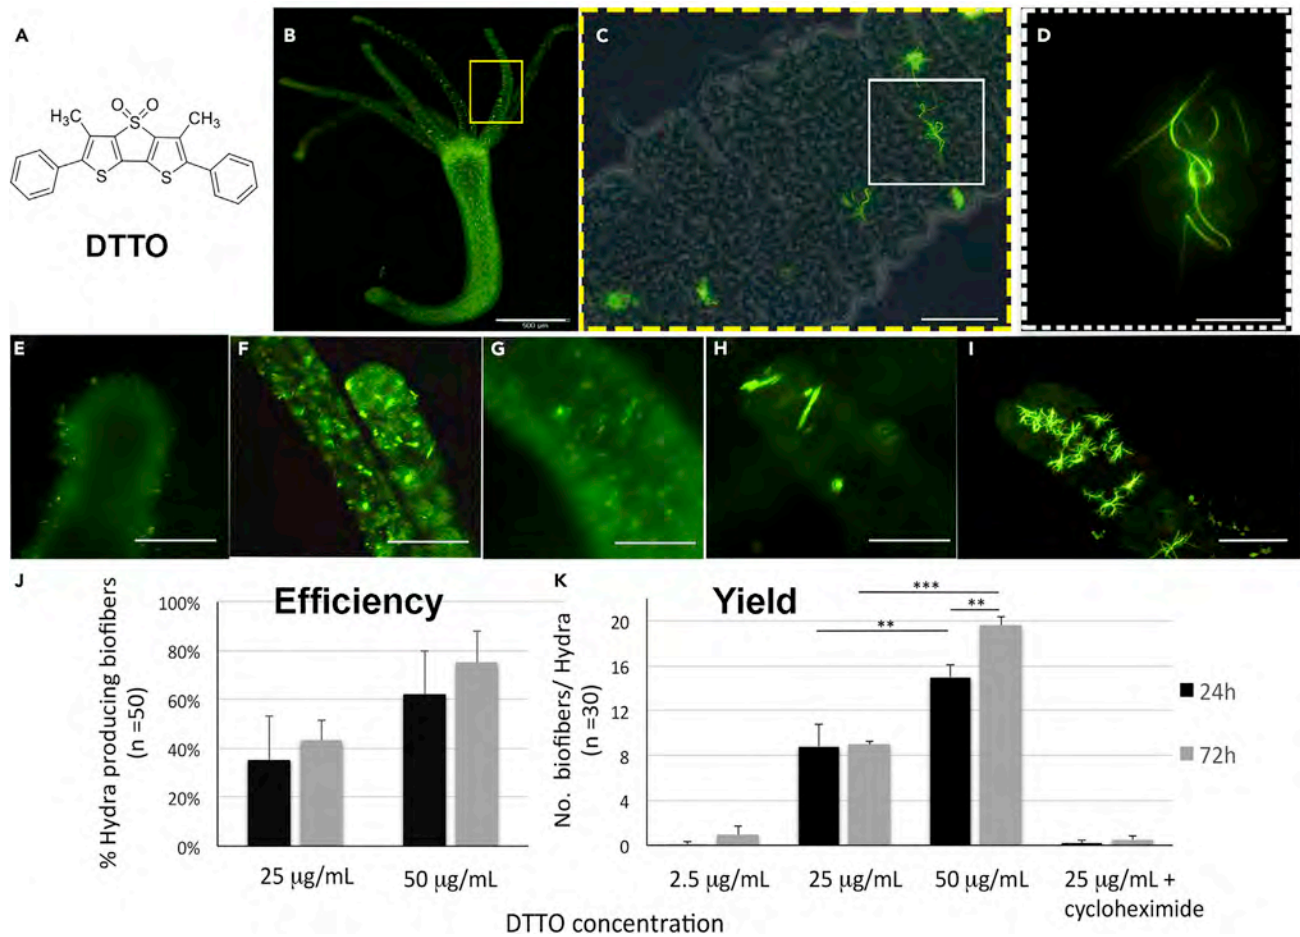 A
O O
H₃C S CH₃
S S
DTTO
B
500 µm
C
D
E
F
G
H
I
J
% Hydra producing biofibers
(n =50)
Efficiency
100%
80%
60%
40%
20%
0%
25 µg/mL
50 µg/mL
K
No. biofibers/ Hydra
(n =30)
Yield
***
**
**
20
16
12
8
4
0
2.5 µg/mL
25 µg/mL
50 µg/mL
25 µg/mL +
cycloheximide
24h
72h
DTTO concentration